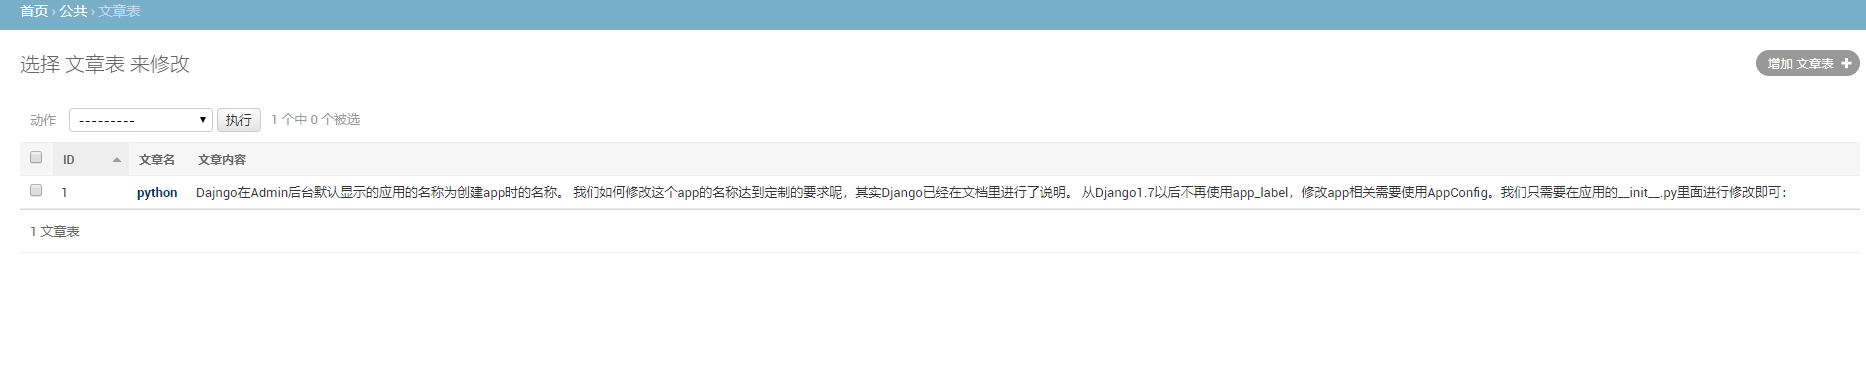 首页 › 公共 › 文章表
选择 文章表 来修改
增加 文章表 +
动作 --------- 执行 1 个中 0 个被选
ID 文章名 文章内容
1 python Dajngo在Admin后台默认显示的应用的名称为创建app时的名称。 我们如何修改这个app的名称达到定制的要求呢，其实Django已经在文档里进行了说明。 从Django1.7以后不再使用app_label，修改app相关需要使用AppConfig。我们只需要在应用的__init__.py里面进行修改即可：
1 文章表